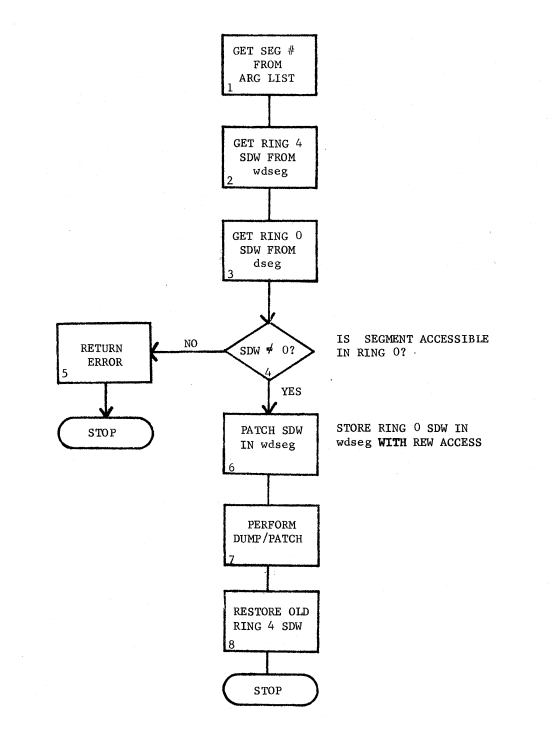 GET SEG #
FROM
ARG LIST
1
GET RING 4
SDW FROM
wdseg
2
GET RING 0
SDW FROM
dseg
3
SDW ≠ 0?
4
IS SEGMENT ACCESSIBLE
IN RING 0?
NO
RETURN
ERROR
5
STOP
YES
PATCH SDW
IN wdseg
6
STORE RING 0 SDW IN
wdseg WITH REW ACCESS
PERFORM
DUMP/PATCH
7
RESTORE OLD
RING 4 SDW
8
STOP